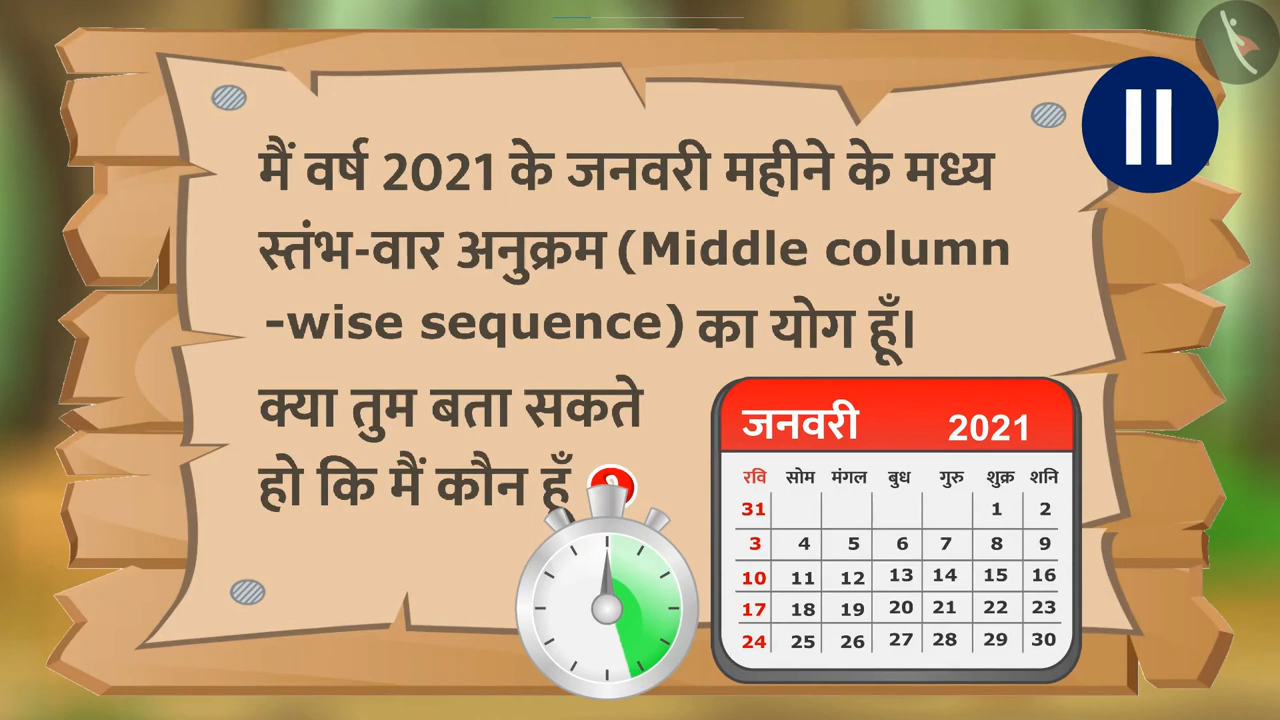 मैं वर्ष 2021 के जनवरी महीने के मध्य
स्तंभ-वार अनुक्रम (Middle column
-wise sequence) का योग हूँ।
क्या तुम बता सकते
हो कि मैं कौन हूँ
जनवरी 2021
रवि सोम मंगल बुध गुरु शुक्र शनि
31 1 2
3 4 5 6 7 8 9
10 11 12 13 14 15 16
17 18 19 20 21 22 23
24 25 26 27 28 29 30